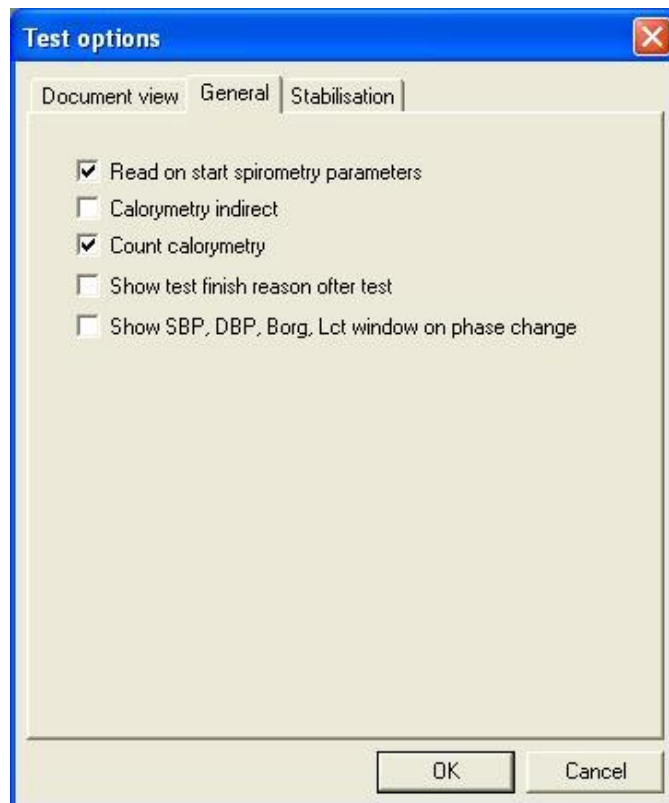 Test options
Document view General Stabilisation
Read on start spirometry parameters
Calorymetry indirect
Count calorymetry
Show test finish reason ofter test
Show SBP, DBP, Borg, Lct window on phase change
OK Cancel